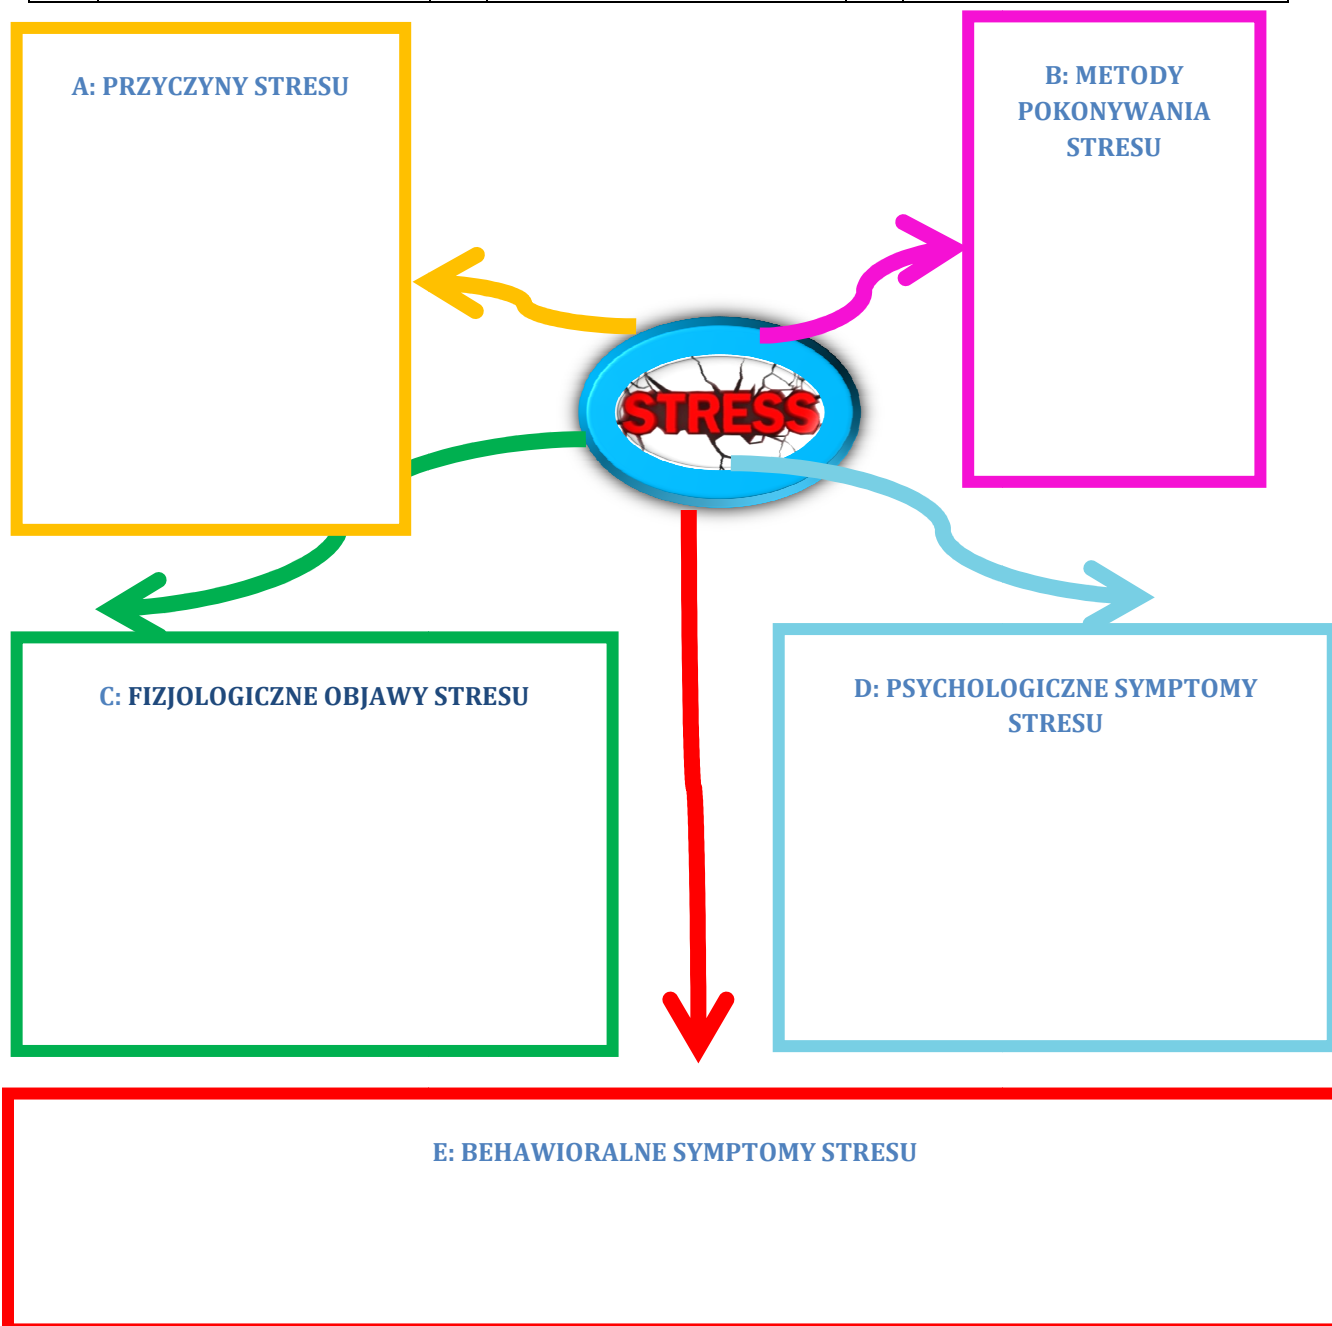 A: PRZYCZYNY STRESU
B: METODY
POKONYWANIA
STRESU
STRESS
C: FIZJOLOGICZNE OBJAWY STRESU
D: PSYCHOLOGICZNE SYMPTOMY
STRESU
E: BEHAWIORALNE SYMPTOMY STRESU